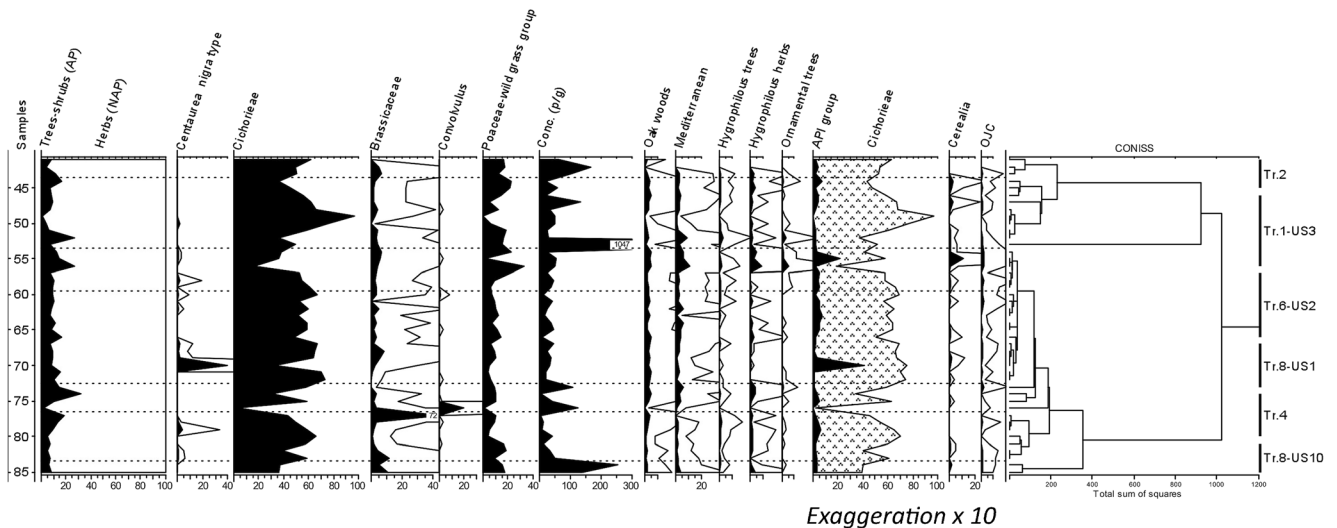 Samples
Trees-shrubs (AP)
Herbs (NAP)
Centaurea nigra type
Cichorieae
Brassicaceae
Convolvulus
Poaceae-wild grass group
Conc. (p/g)
Oak woods
Mediterranean
Hygrophilous trees
Hygrophilous herbs
Ornamental trees
API group
Cichorieae
Cerealia
OJC
CONISS
45
50
55
60
65
70
75
80
85
1047
72
Tr.2
Tr.1-US3
Tr.6-US2
Tr.8-US1
Tr.4
Tr.8-US10
20 40 60 80 100
20 40
20 40 60 80 100
20 40
20
20 40
100 200 300
20
20 40 60 80 100
200 400 600 800 1000 1200
Total sum of squares
Exaggeration x 10